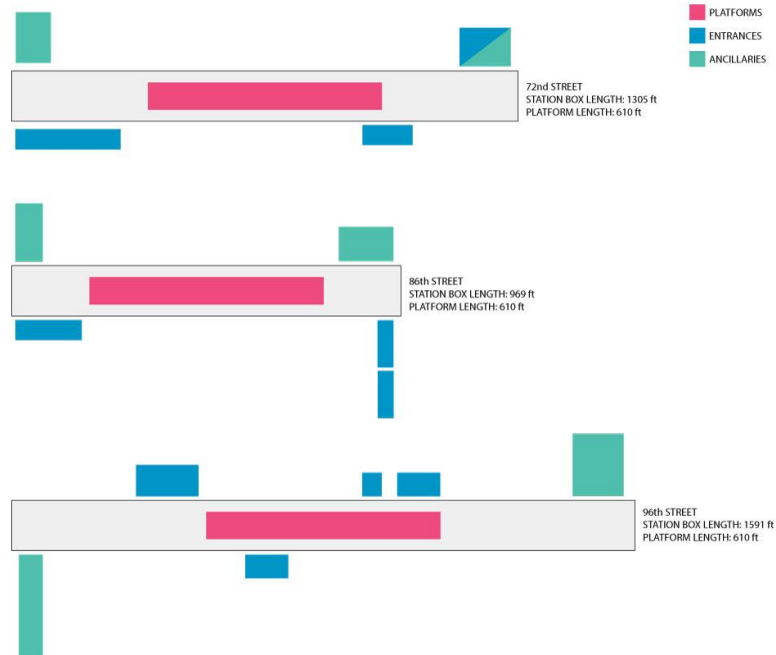 PLATFORMS
ENTRANCES
ANCILLARIES
72nd STREET
STATION BOX LENGTH: 1305 ft
PLATFORM LENGTH: 610 ft
86th STREET
STATION BOX LENGTH: 969 ft
PLATFORM LENGTH: 610 ft
96th STREET
STATION BOX LENGTH: 1591 ft
PLATFORM LENGTH: 610 ft